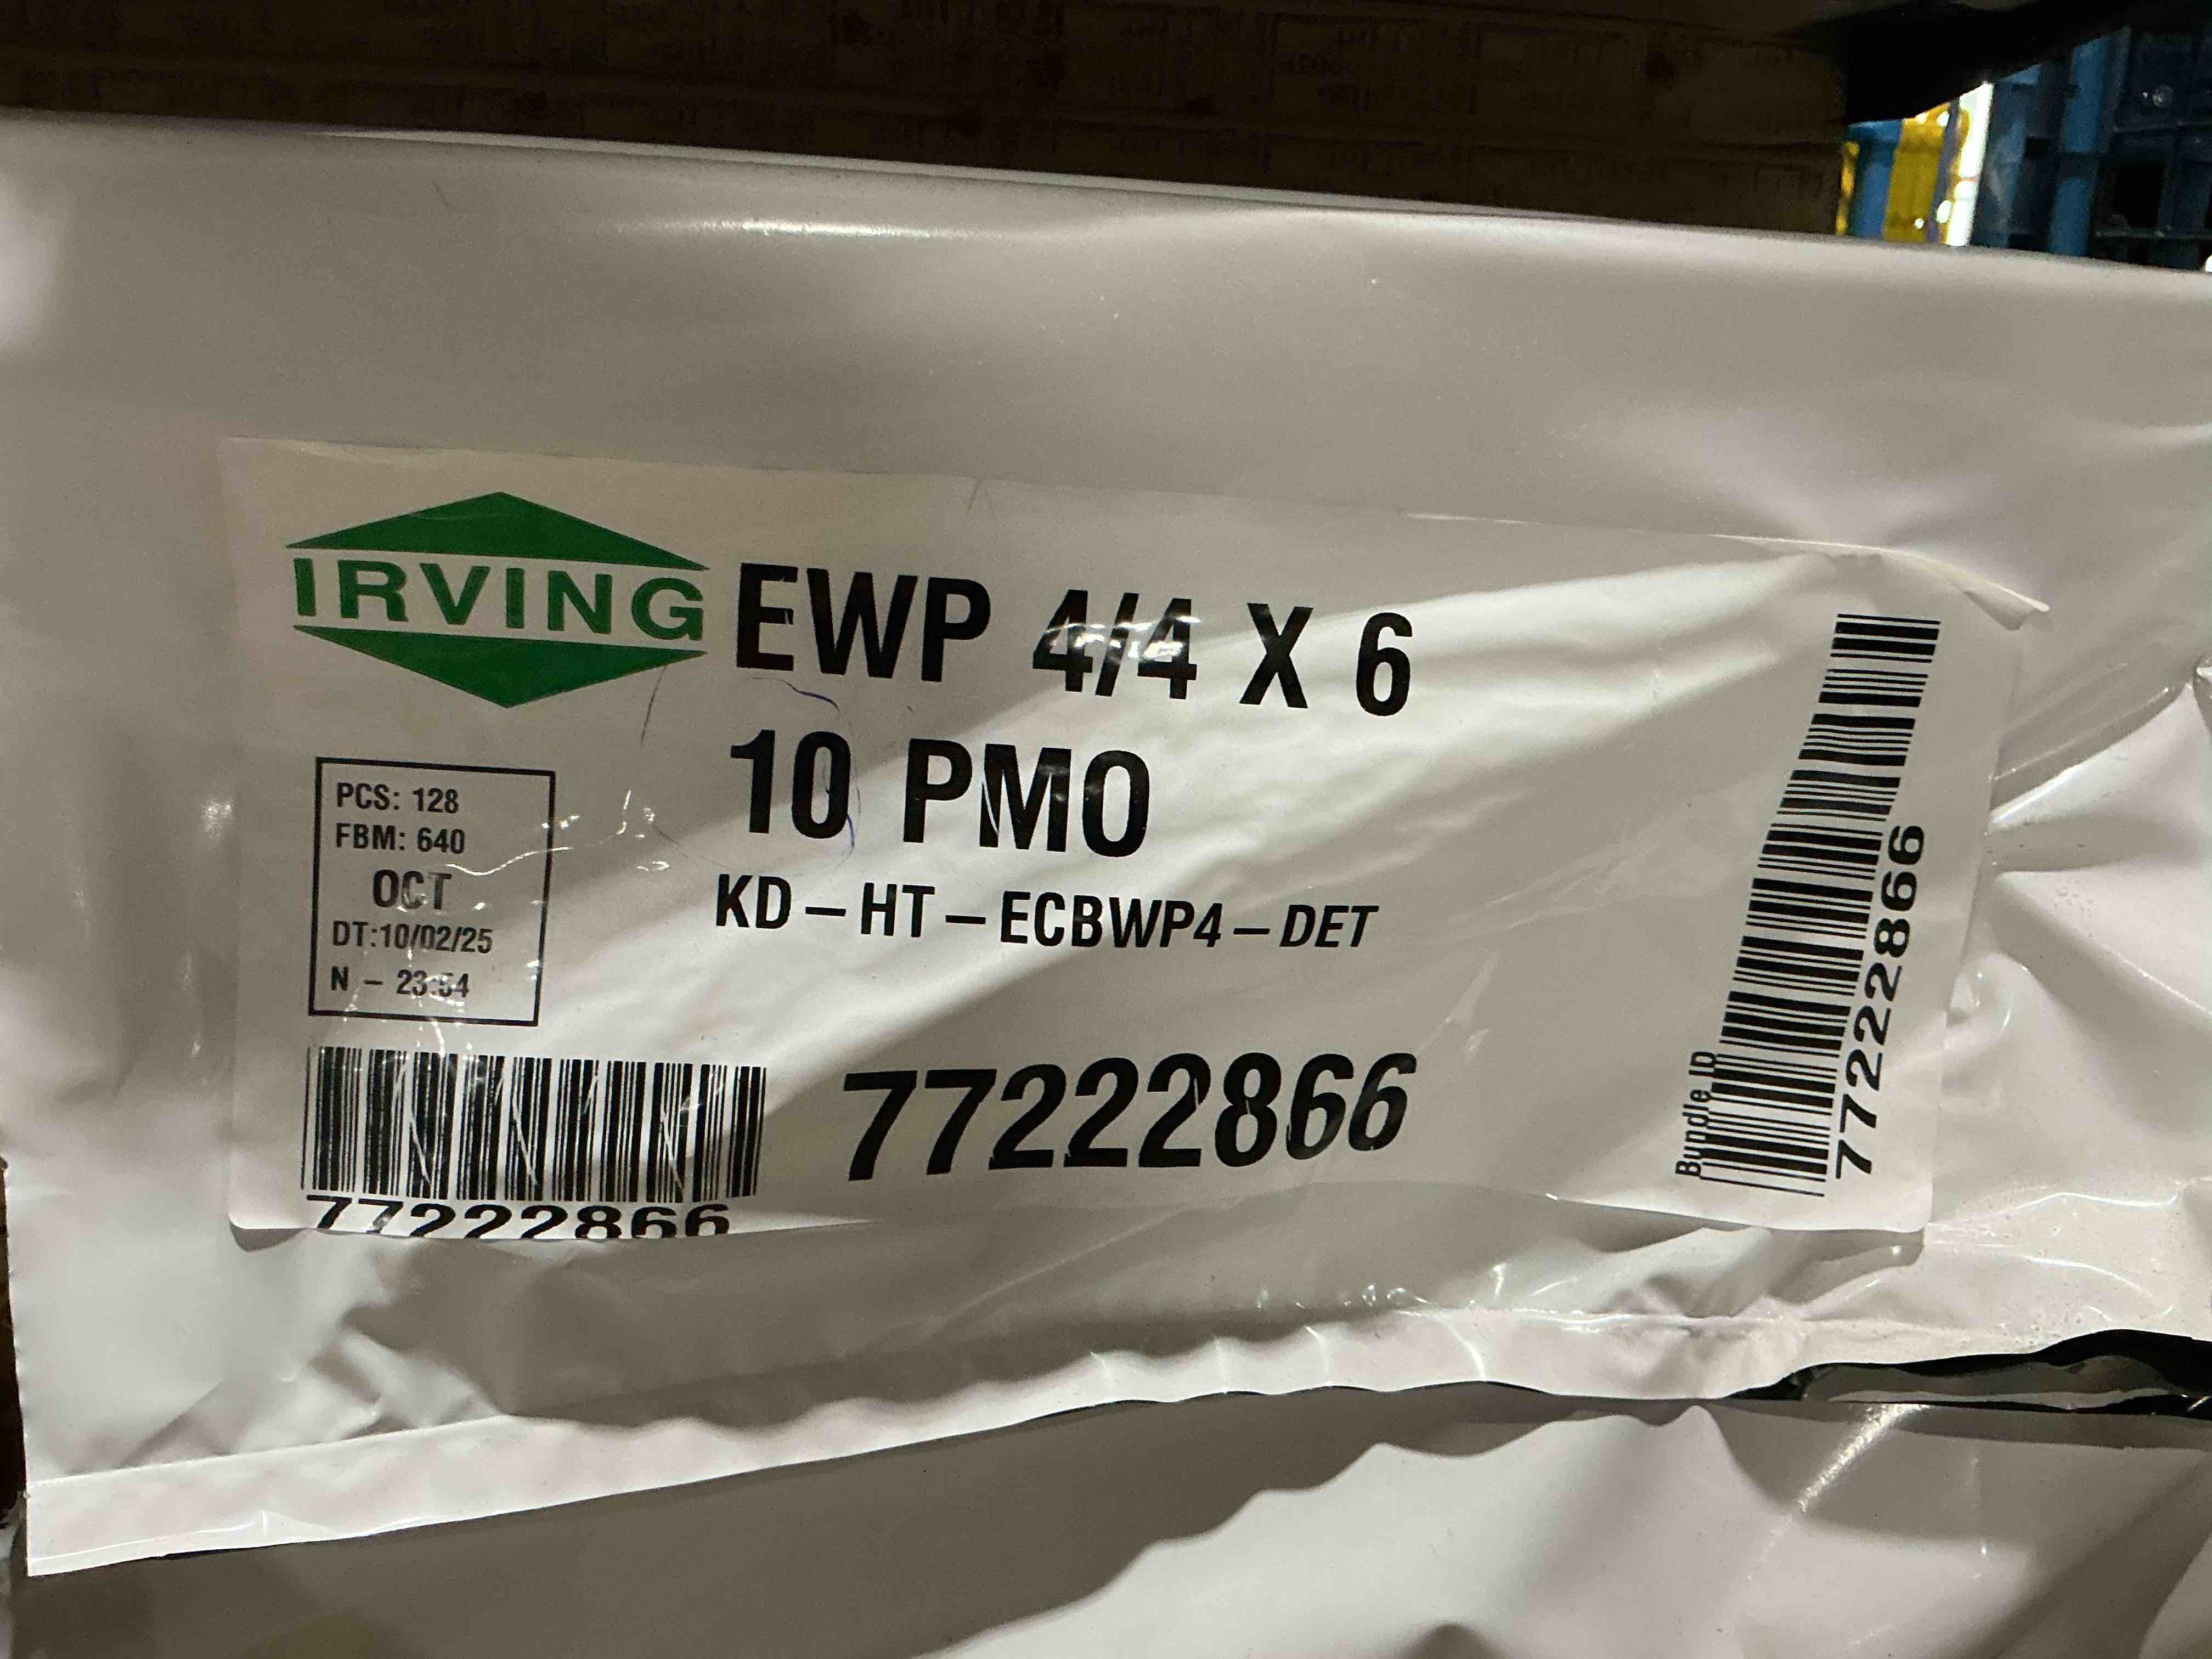 IRVING
EWP 4/4 X 6
10 PMO
KD – HT – ECBWP4 – DET
PCS: 128
FBM: 640
OCT
DT:10/02/25
N – 23:54
77222866
77222866
Bundle ID
77222866